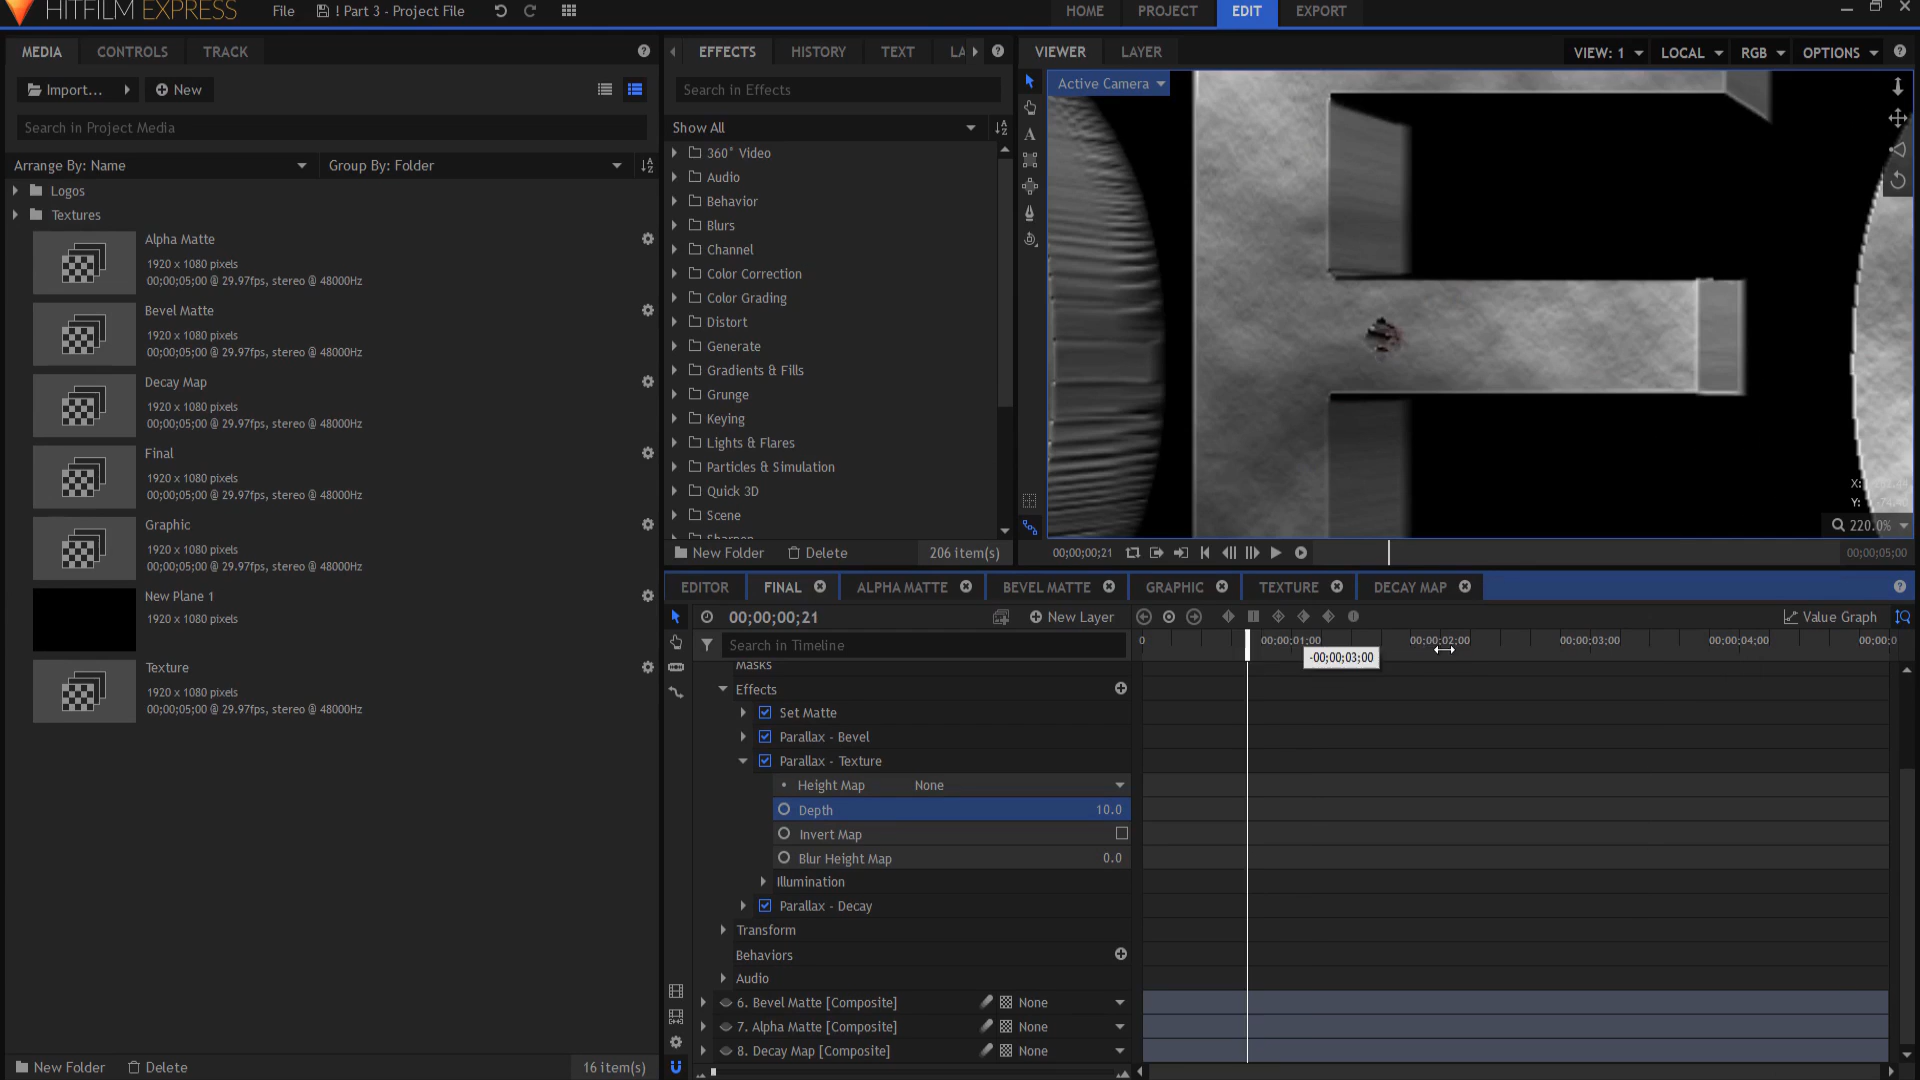 HITFILM EXPRESS
File
! Part 3 - Project File
HOME
PROJECT
EDIT
EXPORT
MEDIA
CONTROLS
TRACK
Import...
New
Search in Project Media
Arrange By: Name
Group By: Folder
Logos
Textures
Alpha Matte
1920 x 1080 pixels
00;00;05;00 @ 29.97fps, stereo @ 48000Hz
Bevel Matte
1920 x 1080 pixels
00;00;05;00 @ 29.97fps, stereo @ 48000Hz
Decay Map
1920 x 1080 pixels
00;00;05;00 @ 29.97fps, stereo @ 48000Hz
Final
1920 x 1080 pixels
00;00;05;00 @ 29.97fps, stereo @ 48000Hz
Graphic
1920 x 1080 pixels
00;00;05;00 @ 29.97fps, stereo @ 48000Hz
New Plane 1
1920 x 1080 pixels
Texture
1920 x 1080 pixels
00;00;05;00 @ 29.97fps, stereo @ 48000Hz
New Folder
Delete
16 item(s)
EFFECTS
HISTORY
TEXT
LA
Search in Effects
Show All
360° Video
Audio
Behavior
Blurs
Channel
Color Correction
Color Grading
Distort
Generate
Gradients & Fills
Grunge
Keying
Lights & Flares
Particles & Simulation
Quick 3D
Scene
Sharpen
New Folder
Delete
206 item(s)
VIEWER
LAYER
VIEW: 1
LOCAL
RGB
OPTIONS
Active Camera
X:
Y:
220.0%
00;00;00;21
00;00;05;00
EDITOR
FINAL
ALPHA MATTE
BEVEL MATTE
GRAPHIC
TEXTURE
DECAY MAP
00;00;00;21
New Layer
Value Graph
Search in Timeline
0
00;00;01;00
00;00;02;00
00;00;03;00
00;00;04;00
00;00;0
-00;00;03;00
Masks
Effects
Set Matte
Parallax - Bevel
Parallax - Texture
Height Map None
Depth 10.0
Invert Map
Blur Height Map 0.0
Illumination
Parallax - Decay
Transform
Behaviors
Audio
6. Bevel Matte [Composite] None
7. Alpha Matte [Composite] None
8. Decay Map [Composite] None